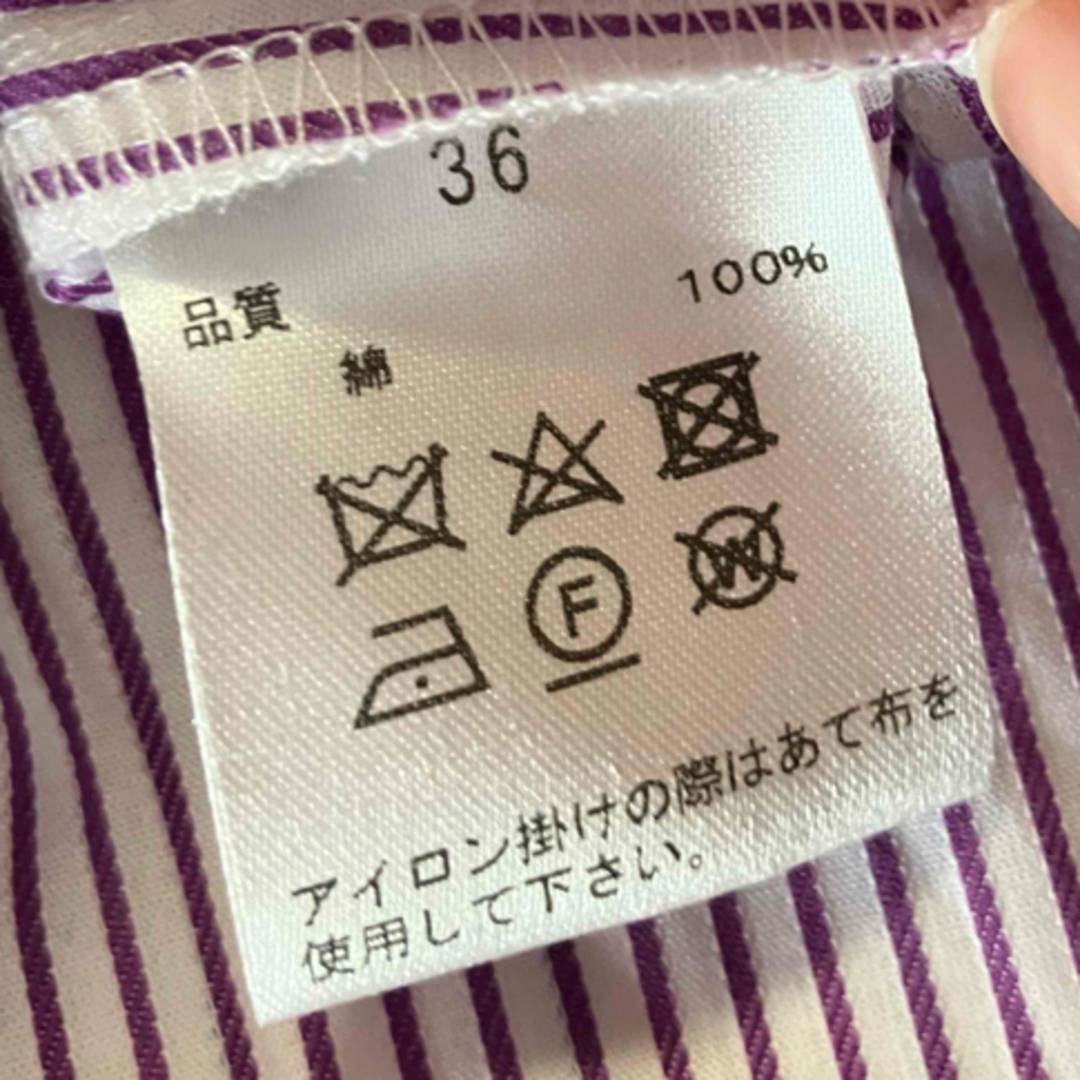 36
品質 100%
綿
F W
アイロン掛けの際はあて布を
使用して下さい。